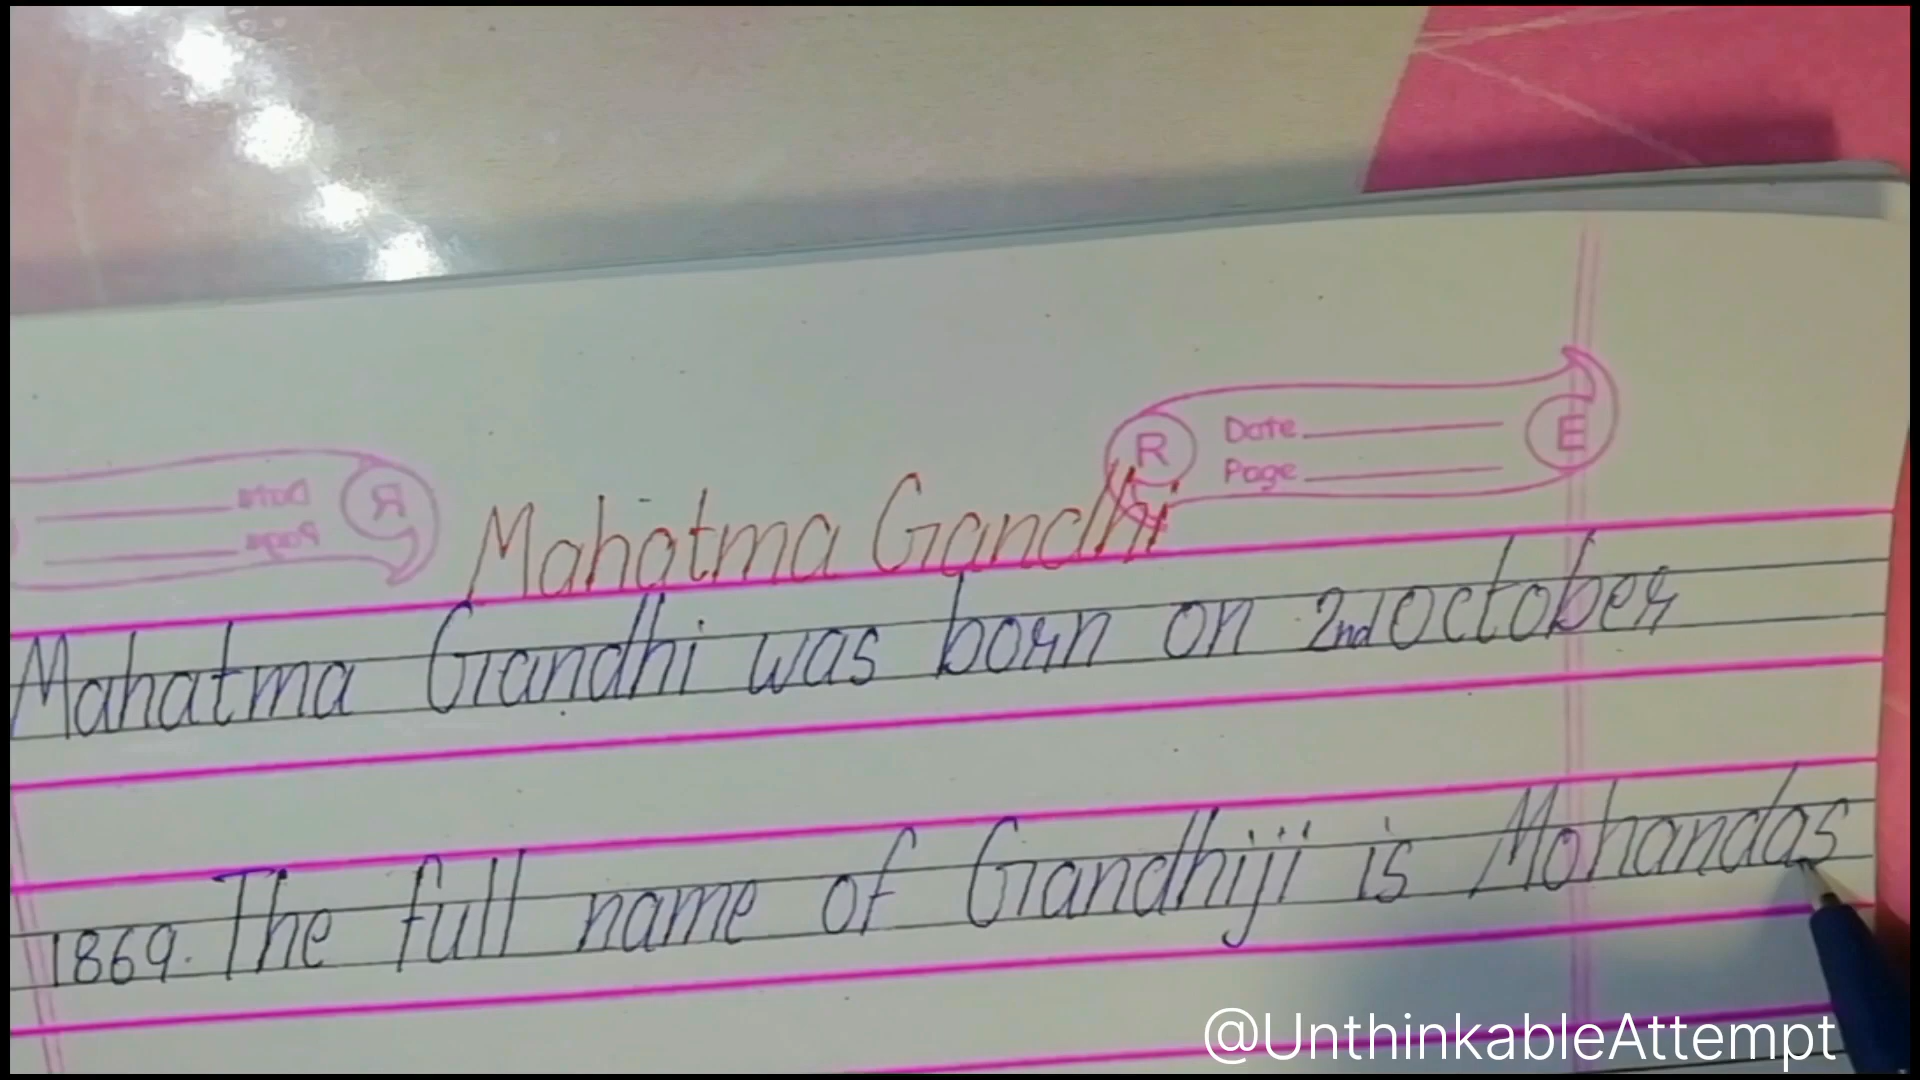 R Date
Page
E
Mahatma Gandhi
Mahatma Gandhi was born on 2nd October
1869. The full name of Gandhiji is Mohandas
@UnthinkableAttempt